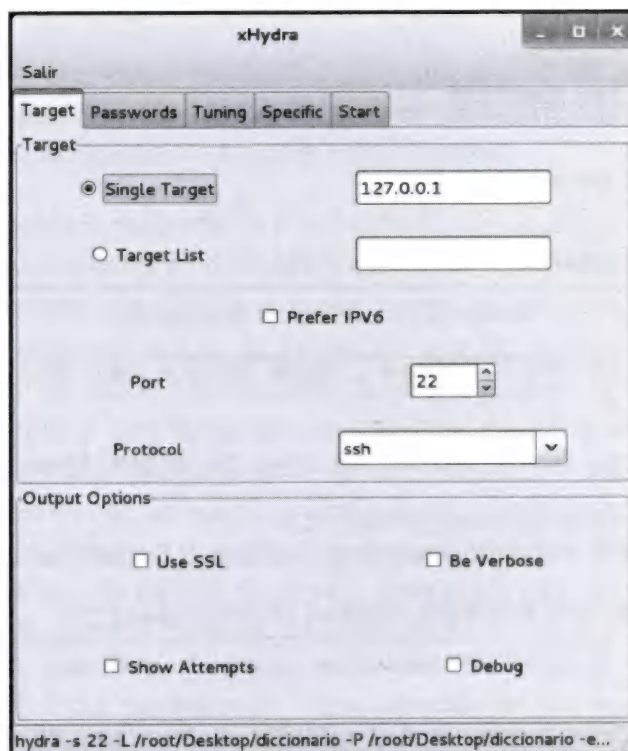 xHydra
Salir
Target Passwords Tuning Specific Start
Target
Single Target 127.0.0.1
Target List
Prefer IPV6
Port 22
Protocol ssh
Output Options
Use SSL Be Verbose
Show Attempts Debug
hydra -s 22 -L /root/Desktop/diccionario -P /root/Desktop/diccionario -e...